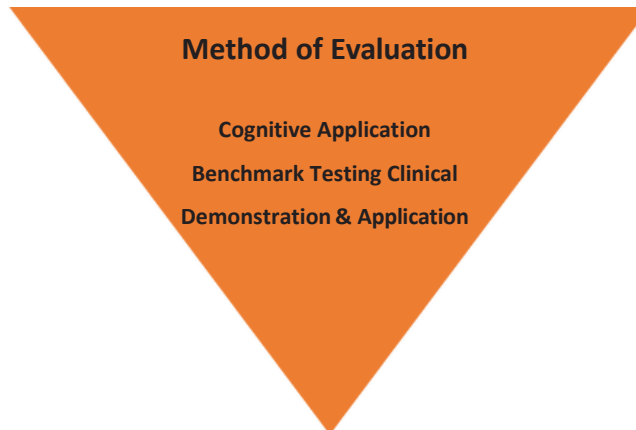 Method of Evaluation
Cognitive Application
Benchmark Testing Clinical
Demonstration & Application